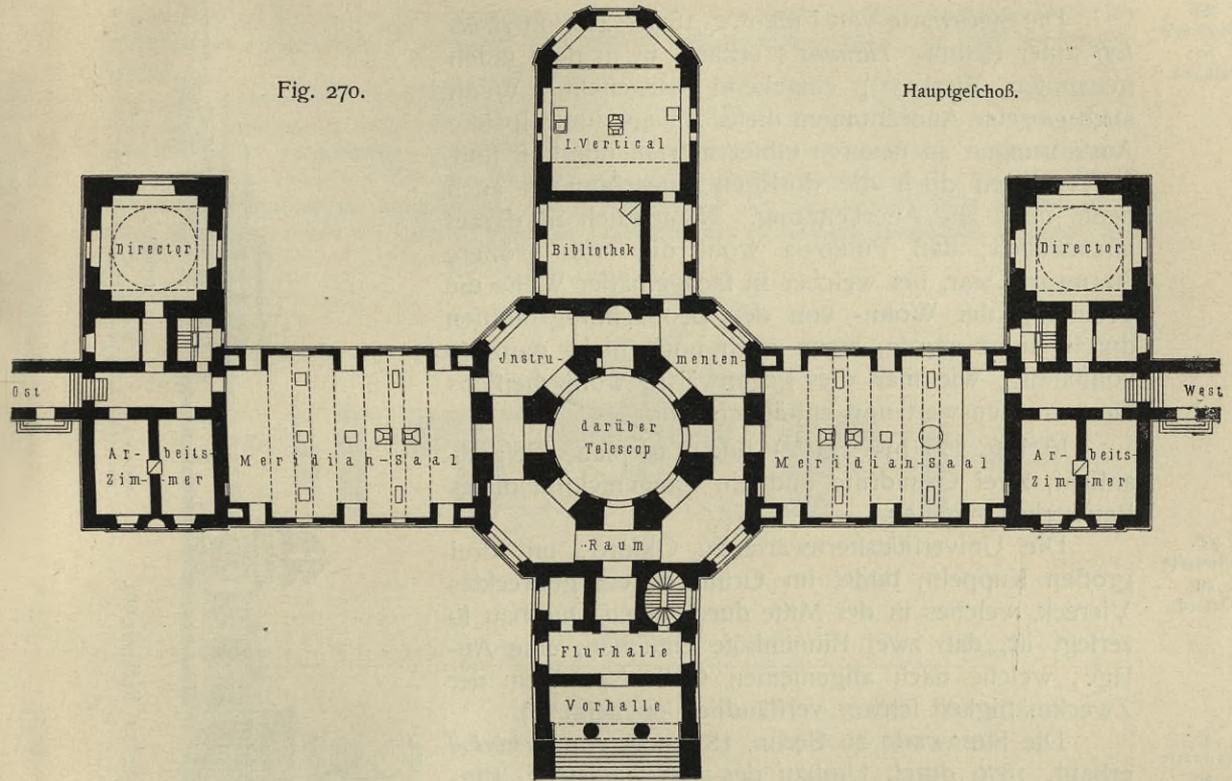 Fig. 270.
Hauptgeſchoß.
I. Vertical
Director
Bibliothek
Director
Jnstru-
menten-
Ost
West
darüber
Telescop
Ar-
beits-
Zim-
mer
Meridian-Saal
Meridian-Saal
Ar-
beits-
Zim-
mer
Raum
Flurhalle
Vorhalle